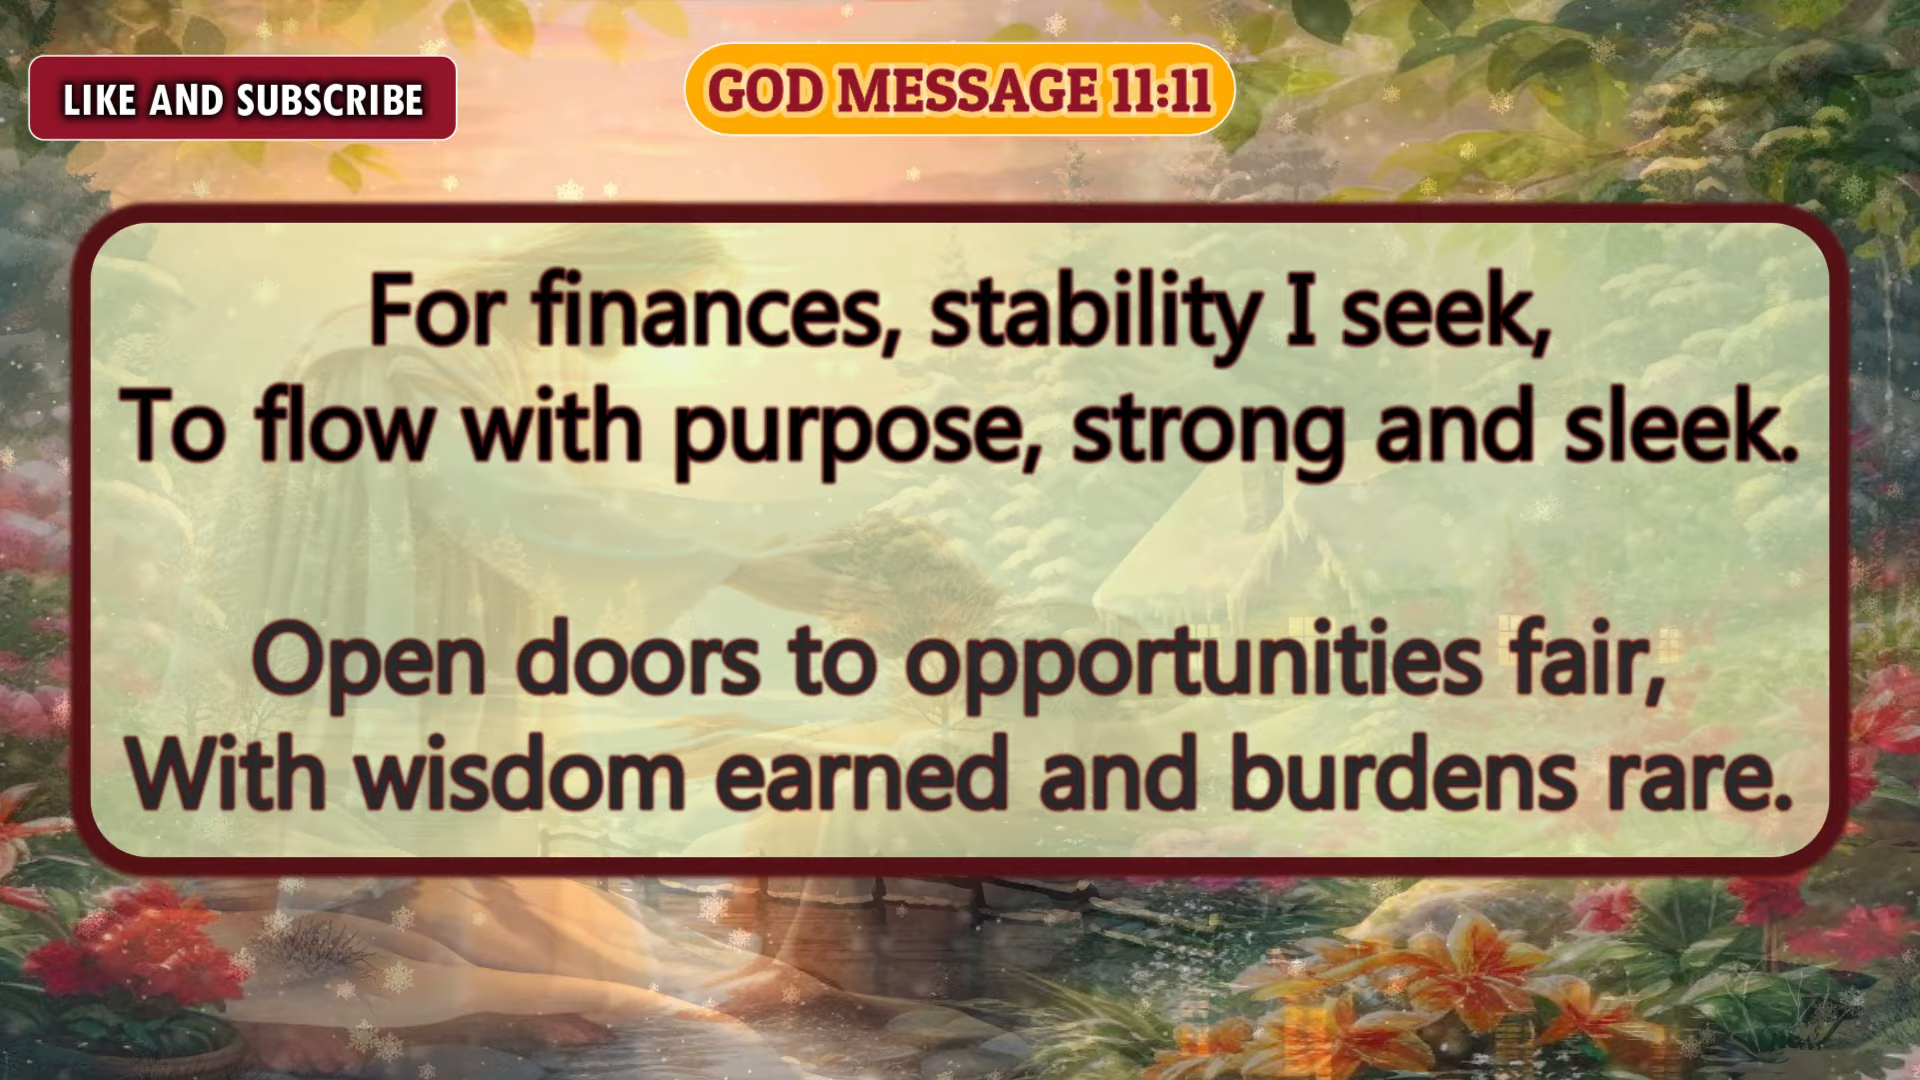 LIKE AND SUBSCRIBE
GOD MESSAGE 11:11
For finances, stability I seek,
To flow with purpose, strong and sleek.
Open doors to opportunities fair,
With wisdom earned and burdens rare.